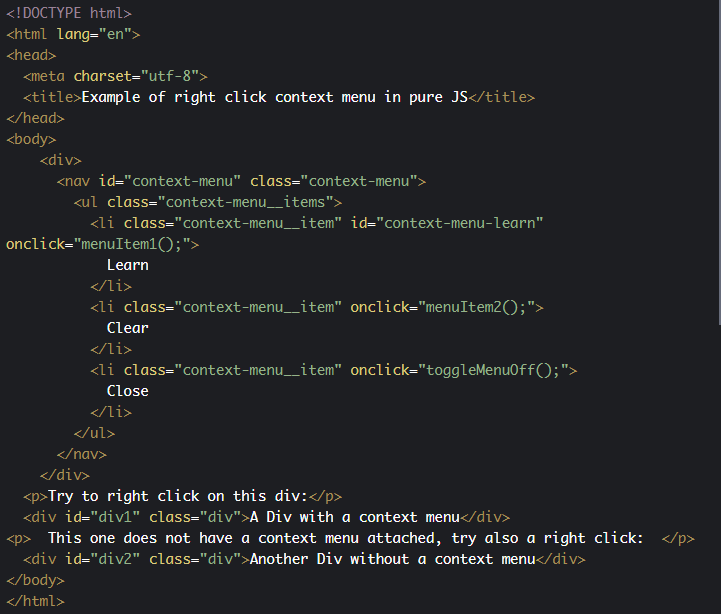 <!DOCTYPE html>
<html lang="en">
<head>
  <meta charset="utf-8">
  <title>Example of right click context menu in pure JS</title>
</head>
<body>
    <div>
      <nav id="context-menu" class="context-menu">
        <ul class="context-menu__items">
          <li class="context-menu__item" id="context-menu-learn"
onclick="menuItem1();">
            Learn
          </li>
          <li class="context-menu__item" onclick="menuItem2();">
            Clear
          </li>
          <li class="context-menu__item" onclick="toggleMenuOff();">
            Close
          </li>
        </ul>
      </nav>
    </div>
  <p>Try to right click on this div:</p>
  <div id="div1" class="div">A Div with a context menu</div>
<p>  This one does not have a context menu attached, try also a right click:  </p>
  <div id="div2" class="div">Another Div without a context menu</div>
</body>
</html>